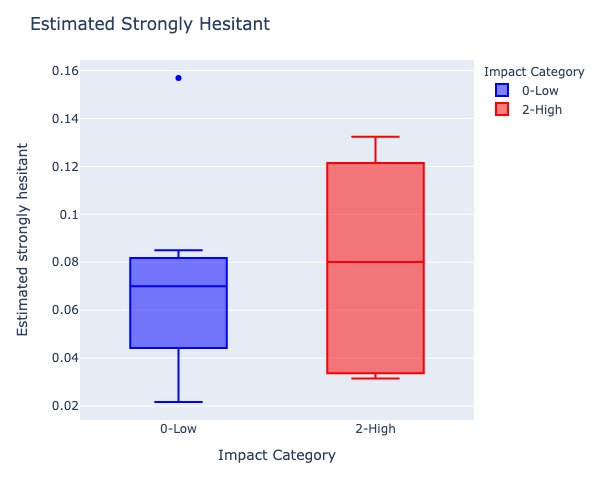 Estimated Strongly Hesitant
Impact Category
0-Low
2-High
Estimated strongly hesitant
0.16
0.14
0.12
0.1
0.08
0.06
0.04
0.02
0-Low
2-High
Impact Category